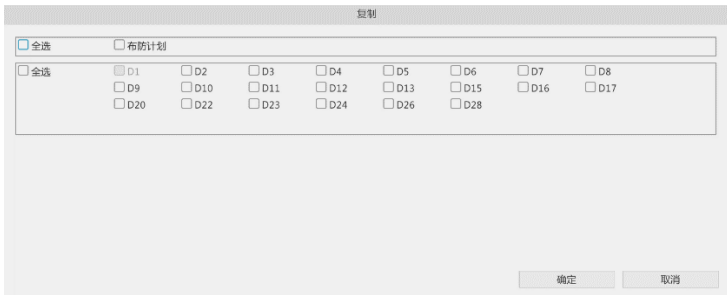 复制
全选 布防计划
全选 D1 D2 D3 D4 D5 D6 D7 D8
D9 D10 D11 D12 D13 D15 D16 D17
D20 D22 D23 D24 D26 D28
确定 取消